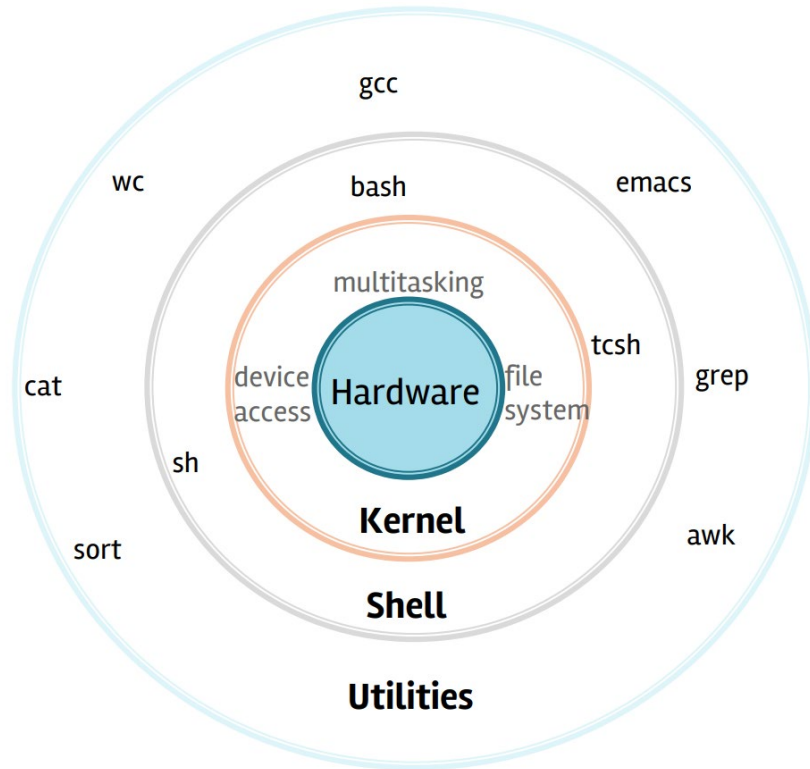 gcc
wc
bash
emacs
multitasking
tcsh
device
access
Hardware
file
system
grep
cat
sh
Kernel
sort
awk
Shell
Utilities